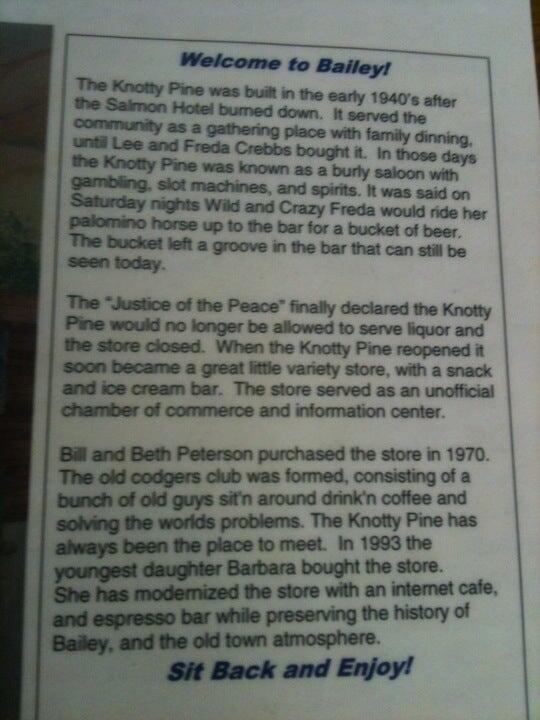 Welcome to Bailey!
The Knotty Pine was built in the early 1940's after
the Salmon Hotel burned down. It served the
community as a gathering place with family dinning,
until Lee and Freda Crebbs bought it. In those days
the Knotty Pine was known as a burly saloon with
gambling, slot machines, and spirits. It was said on
Saturday nights Wild and Crazy Freda would ride her
palomino horse up to the bar for a bucket of beer.
The bucket left a groove in the bar that can still be
seen today.
The "Justice of the Peace" finally declared the Knotty
Pine would no longer be allowed to serve liquor and
the store closed. When the Knotty Pine reopened it
soon became a great little variety store, with a snack
and ice cream bar. The store served as an unofficial
chamber of commerce and information center.
Bill and Beth Peterson purchased the store in 1970.
The old codgers club was formed, consisting of a
bunch of old guys sit'n around drink'n coffee and
solving the worlds problems. The Knotty Pine has
always been the place to meet. In 1993 the
youngest daughter Barbara bought the store.
She has modernized the store with an internet cafe,
and espresso bar while preserving the history of
Bailey, and the old town atmosphere.
Sit Back and Enjoy!